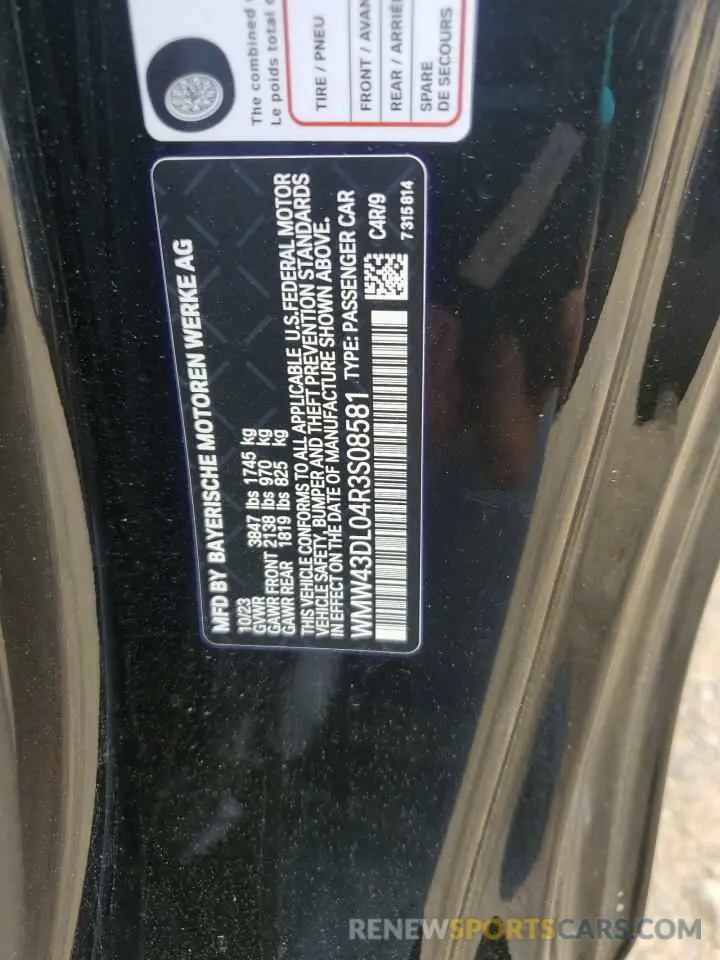 The combined
Le poids total
TIRE / PNEU
FRONT / AVAN
REAR / ARRIÈ
SPARE
DE SECOURS
MFD BY BAYERISCHE MOTOREN WERKE AG
10/23
GVWR 3847 lbs 1745 kg
GAWR FRONT 2138 lbs 970 kg
GAWR REAR 1819 lbs 825 kg
THIS VEHICLE CONFORMS TO ALL APPLICABLE U.S.FEDERAL MOTOR
VEHICLE SAFETY, BUMPER AND THEFT PREVENTION STANDARDS
IN EFFECT ON THE DATE OF MANUFACTURE SHOWN ABOVE.
WMW43DL04R3S08581 TYPE: PASSENGER CAR
C4R/9
7315814
RENEWSPORTSCARS.COM